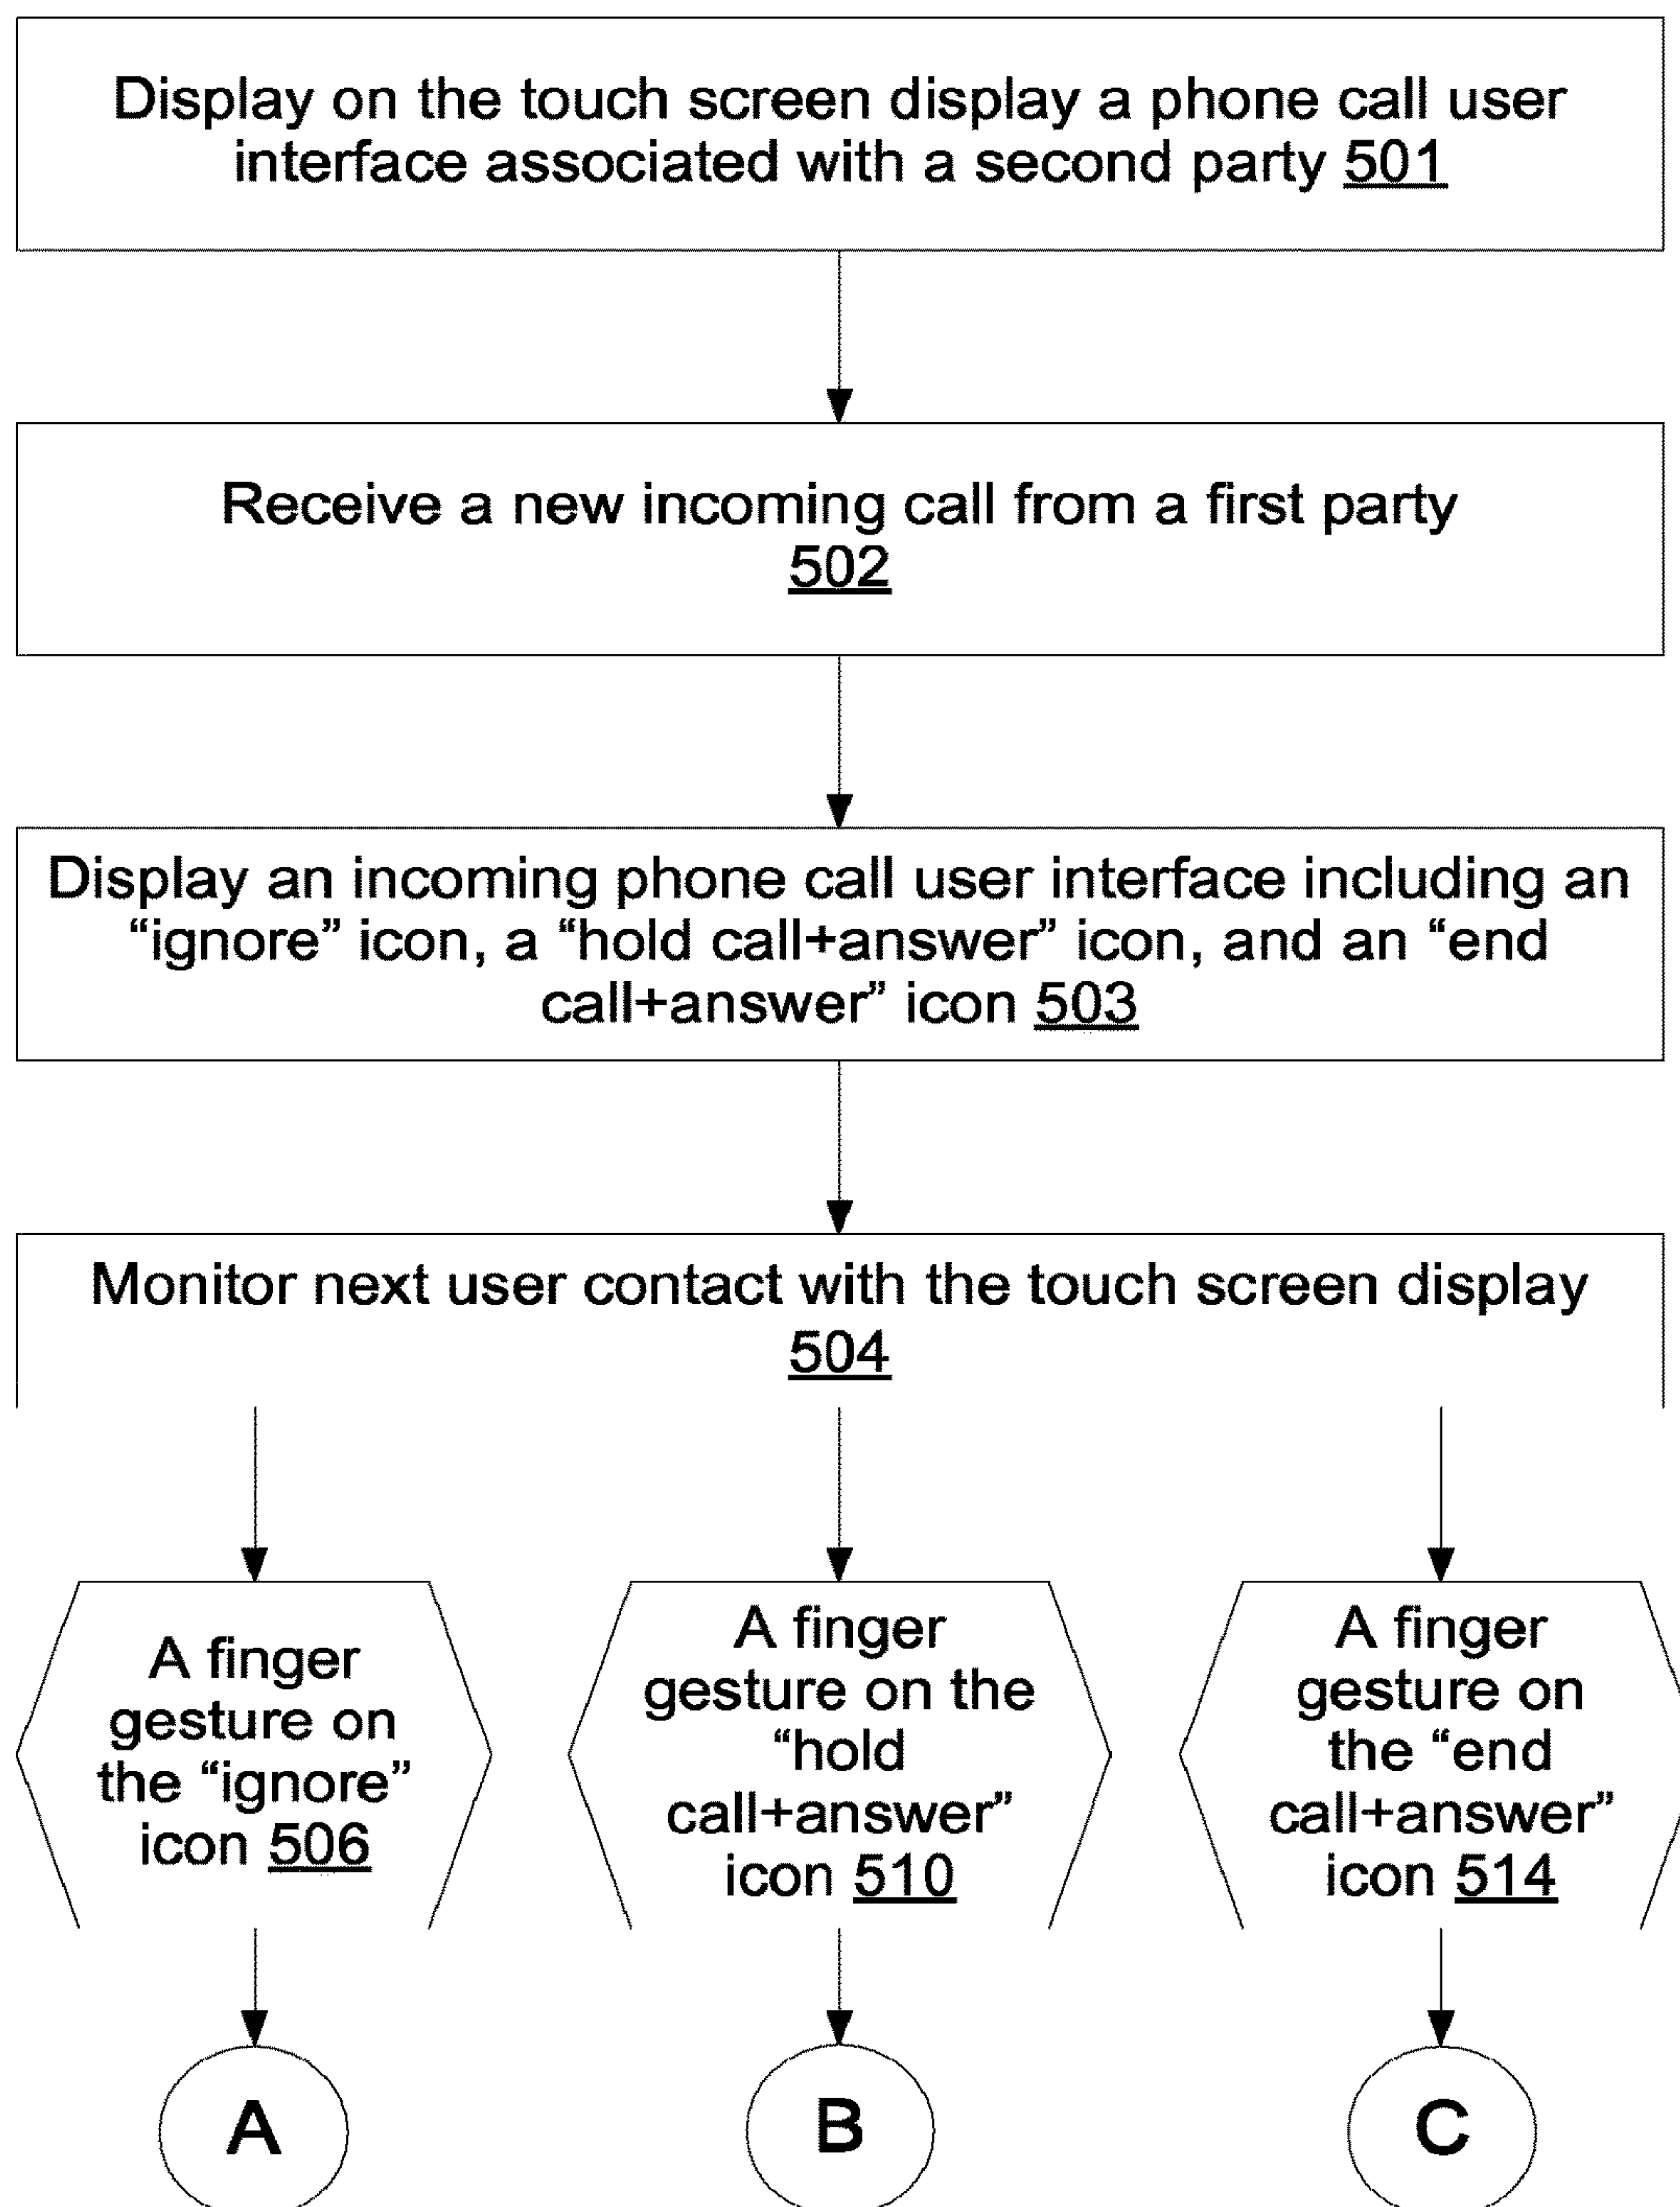 Display on the touch screen display a phone call user
interface associated with a second party 501
Receive a new incoming call from a first party
502
Display an incoming phone call user interface including an
“ignore” icon, a “hold call+answer” icon, and an “end
call+answer” icon 503
Monitor next user contact with the touch screen display
504
A finger
gesture on
the “ignore”
icon 506
A finger
gesture on the
“hold
call+answer”
icon 510
A finger
gesture on
the “end
call+answer”
icon 514
A
B
C